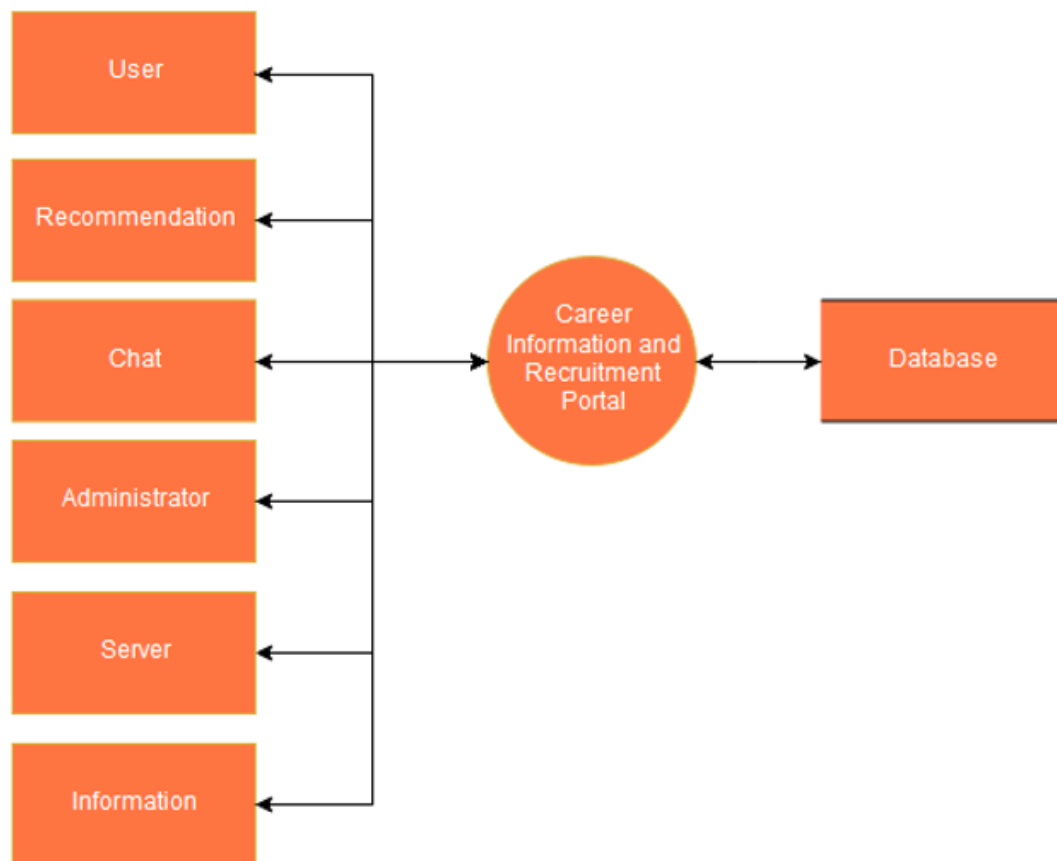 User
Recommendation
Chat
Administrator
Server
Information
Career
Information and
Recruitment
Portal
Database